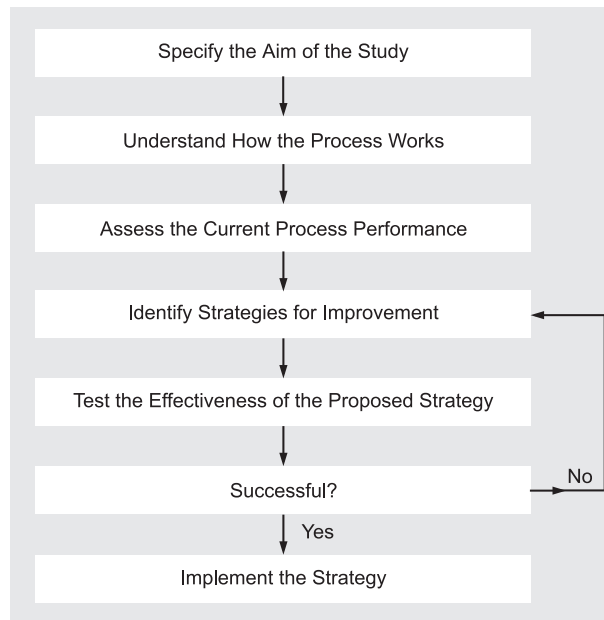 Specify the Aim of the Study
Understand How the Process Works
Assess the Current Process Performance
Identify Strategies for Improvement
Test the Effectiveness of the Proposed Strategy
Successful?
No
Yes
Implement the Strategy